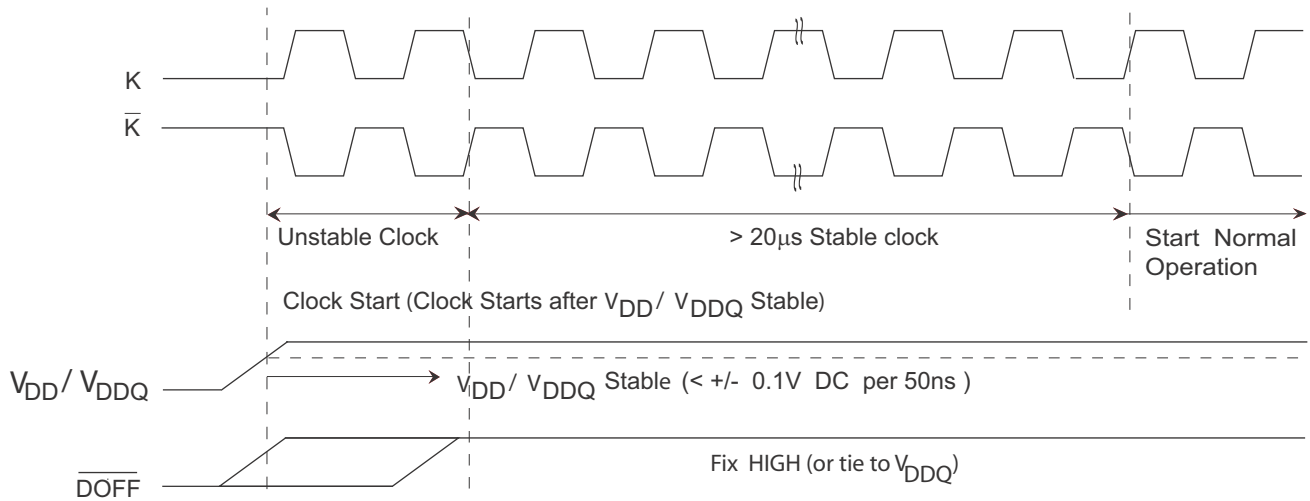 K
K̅
Unstable Clock
> 20μs Stable clock
Start Normal
Operation
Clock Start (Clock Starts after VDD/ VDDQ Stable)
VDD/ VDDQ
VDD/ VDDQ Stable (< +/- 0.1V DC per 50ns )
Fix HIGH (or tie to VDDQ)
D̅O̅F̅F̅